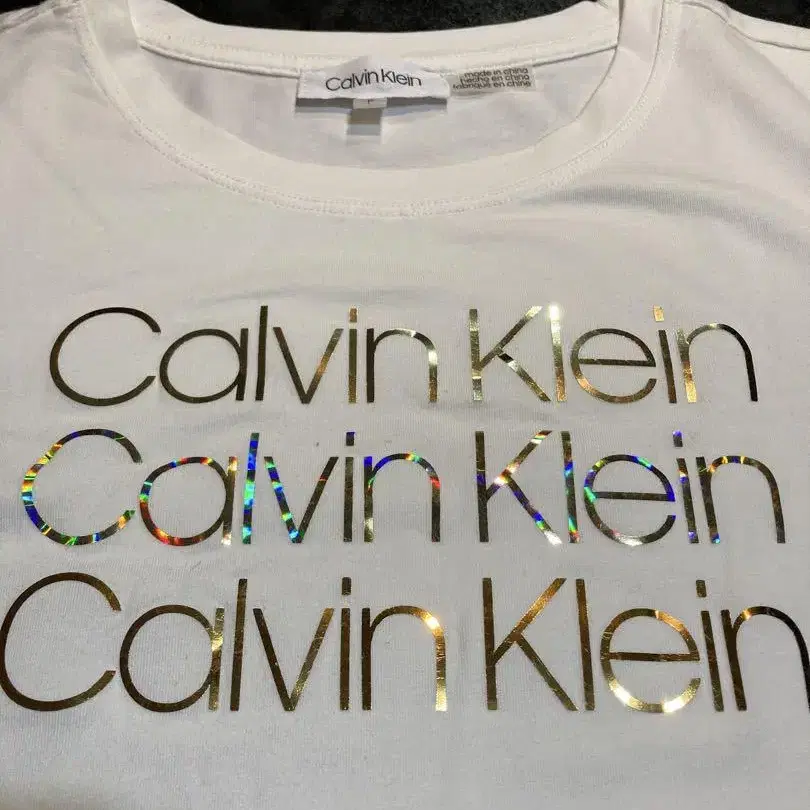 Calvin Klein
made in china
hecho en china
fabriqué en chine
Calvin Klein
Calvin Klein
Calvin Klein